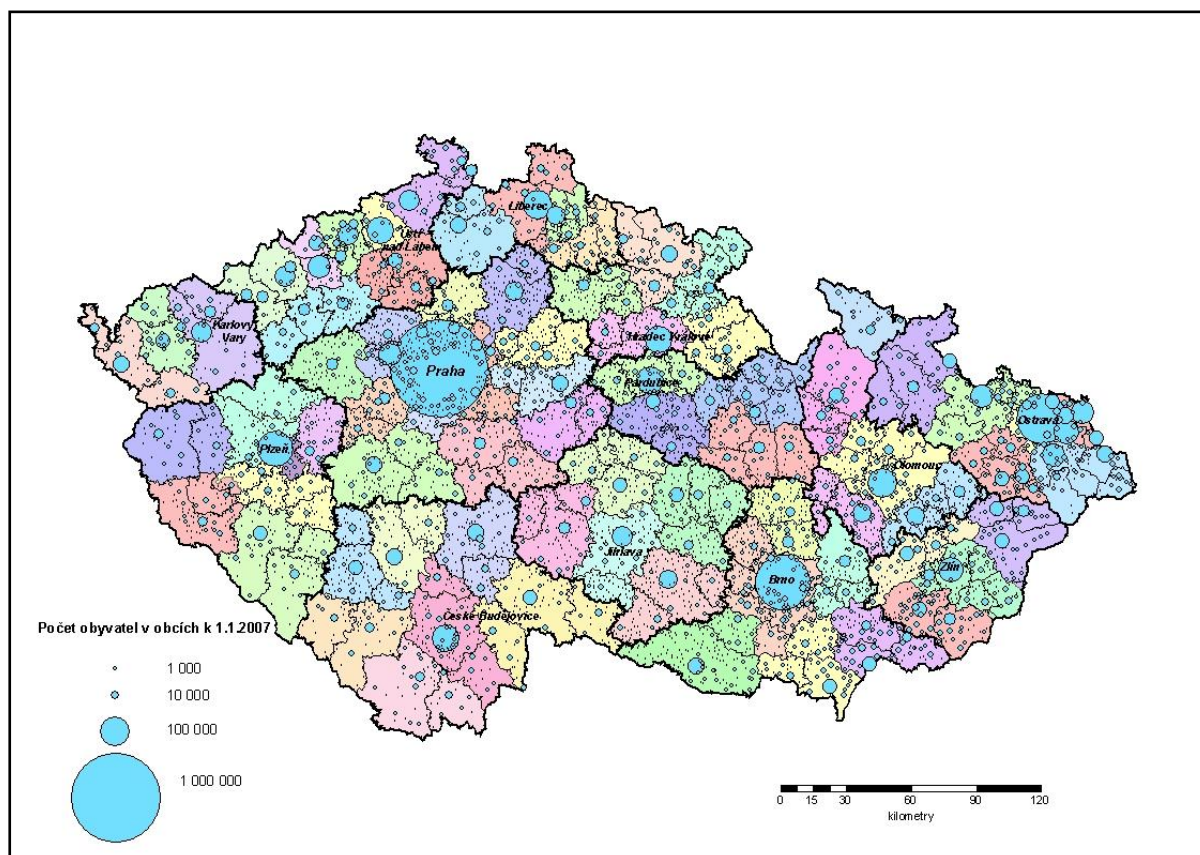 Liberec
Ústí
nad Labem
Karlovy
Vary
Hradec Králové
Praha
Pardubice
Plzeň
Ostrava
Olomouc
Jihlava
Brno
Zlín
České Budějovice
Počet obyvatel v obcích k 1.1.2007
1 000
10 000
100 000
1 000 000
0 15 30 60 90 120
kilometry